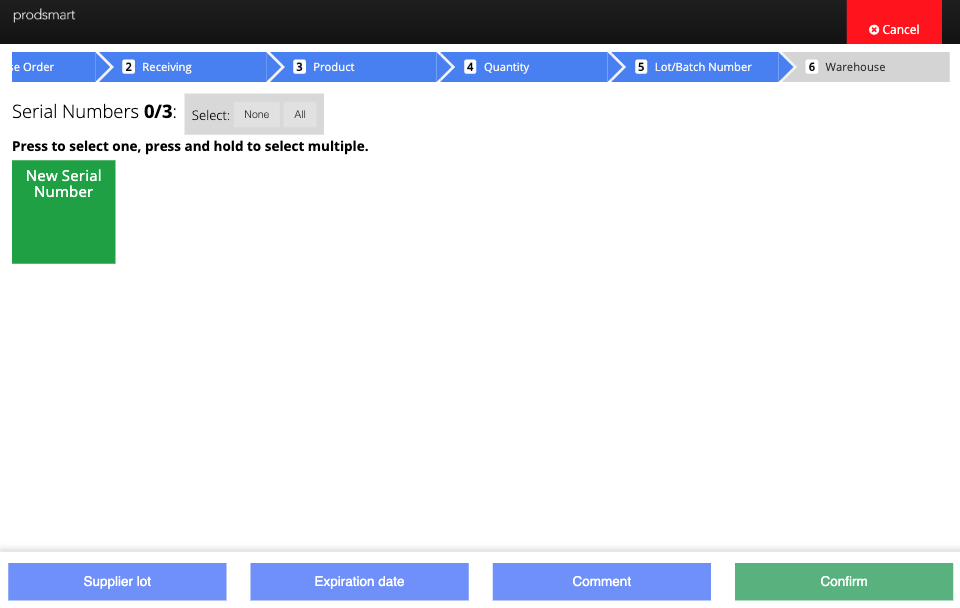 prodsmart
Cancel
se Order
2 Receiving
3 Product
4 Quantity
5 Lot/Batch Number
6 Warehouse
Serial Numbers 0/3:
Select: None All
Press to select one, press and hold to select multiple.
New Serial
Number
Supplier lot
Expiration date
Comment
Confirm